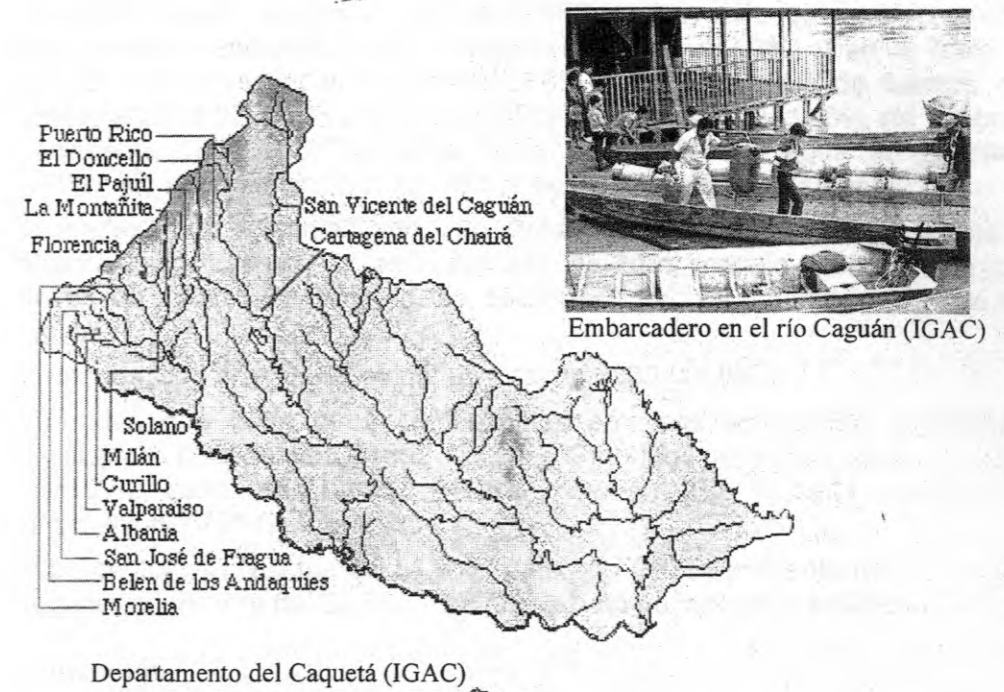 Puerto Rico
El Doncello
El Pajuíl
La Montañita
Florencia
San Vicente del Caguán
Cartagena del Chairá
Embarcadero en el río Caguán (IGAC)
Solano
Milán
Curillo
Valparaiso
Albania
San José de Fragua
Belen de los Andaquíes
Morelia
Departamento del Caquetá (IGAC)